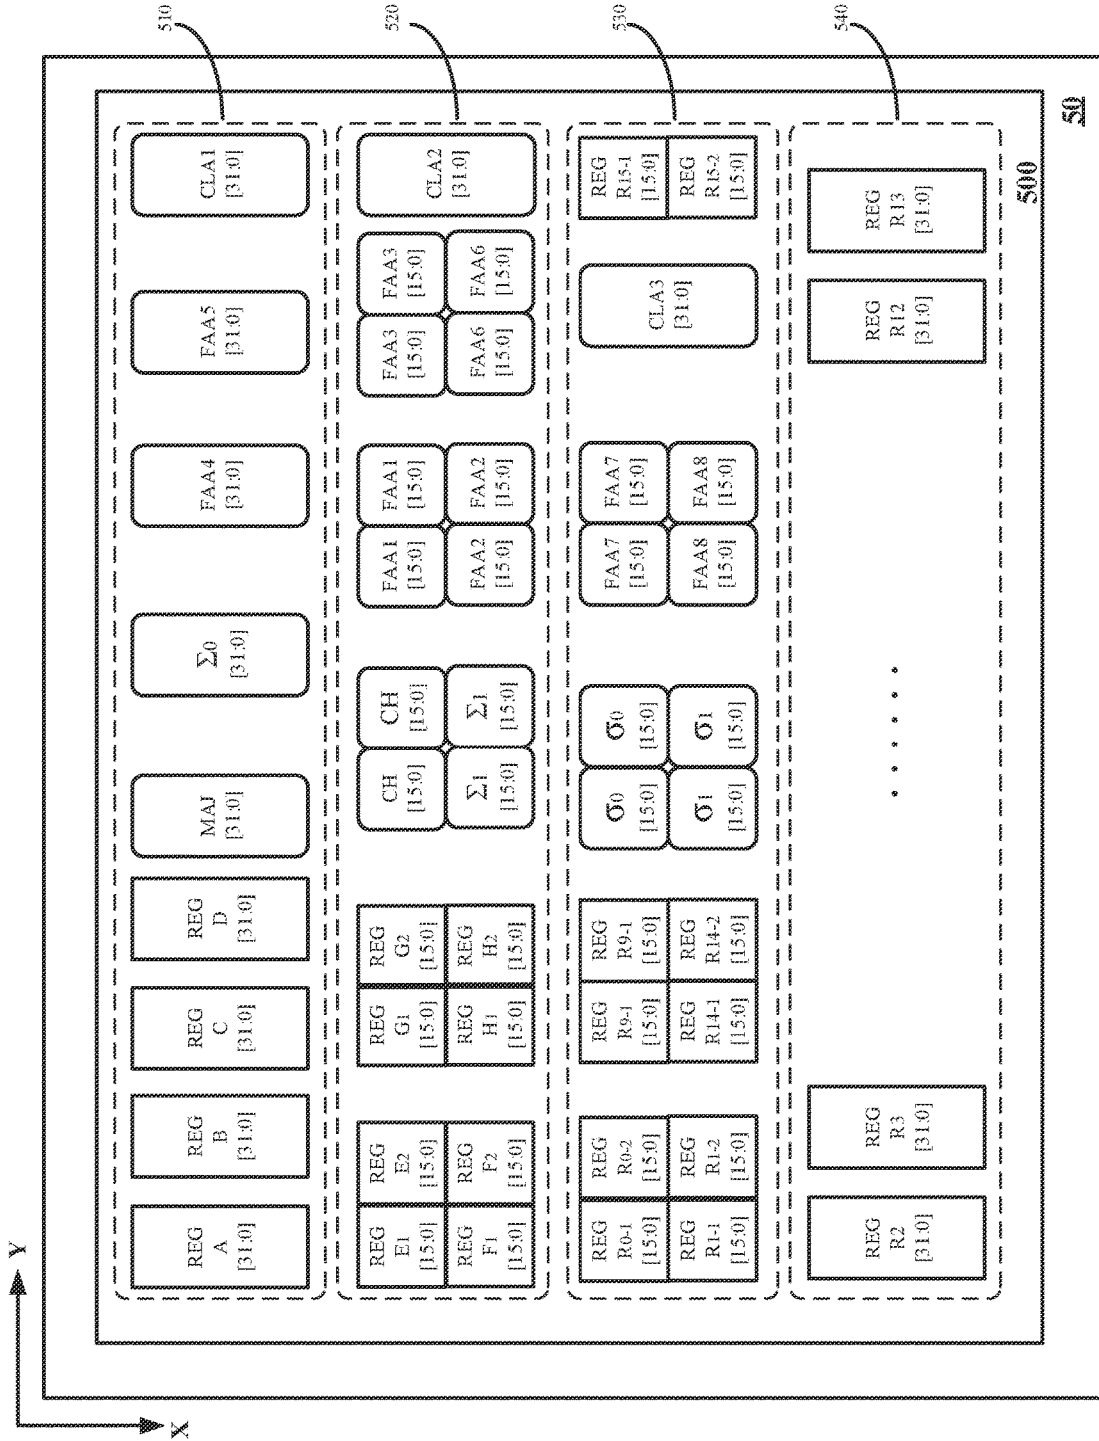 Y
X
510
REG
A
[31:0]
REG
B
[31:0]
REG
C
[31:0]
REG
D
[31:0]
MAJ
[31:0]
Σ0
[31:0]
FAA4
[31:0]
FAA5
[31:0]
CLA1
[31:0]
520
REG
E1
[15:0]
REG
E2
[15:0]
REG
F1
[15:0]
REG
F2
[15:0]
REG
G1
[15:0]
REG
G2
[15:0]
REG
H1
[15:0]
REG
H2
[15:0]
CH
[15:0]
CH
[15:0]
Σ1
[15:0]
Σ1
[15:0]
FAA1
[15:0]
FAA1
[15:0]
FAA2
[15:0]
FAA2
[15:0]
FAA3
[15:0]
FAA3
[15:0]
FAA6
[15:0]
FAA6
[15:0]
CLA2
[31:0]
530
REG
R0-1
[15:0]
REG
R0-2
[15:0]
REG
R1-1
[15:0]
REG
R1-2
[15:0]
REG
R9-1
[15:0]
REG
R9-1
[15:0]
REG
R14-1
[15:0]
REG
R14-2
[15:0]
σ0
[15:0]
σ0
[15:0]
σ1
[15:0]
σ1
[15:0]
FAA7
[15:0]
FAA7
[15:0]
FAA8
[15:0]
FAA8
[15:0]
CLA3
[31:0]
REG
R15-1
[15:0]
REG
R15-2
[15:0]
540
REG
R2
[31:0]
REG
R3
[31:0]
.......
REG
R12
[31:0]
REG
R13
[31:0]
500
50